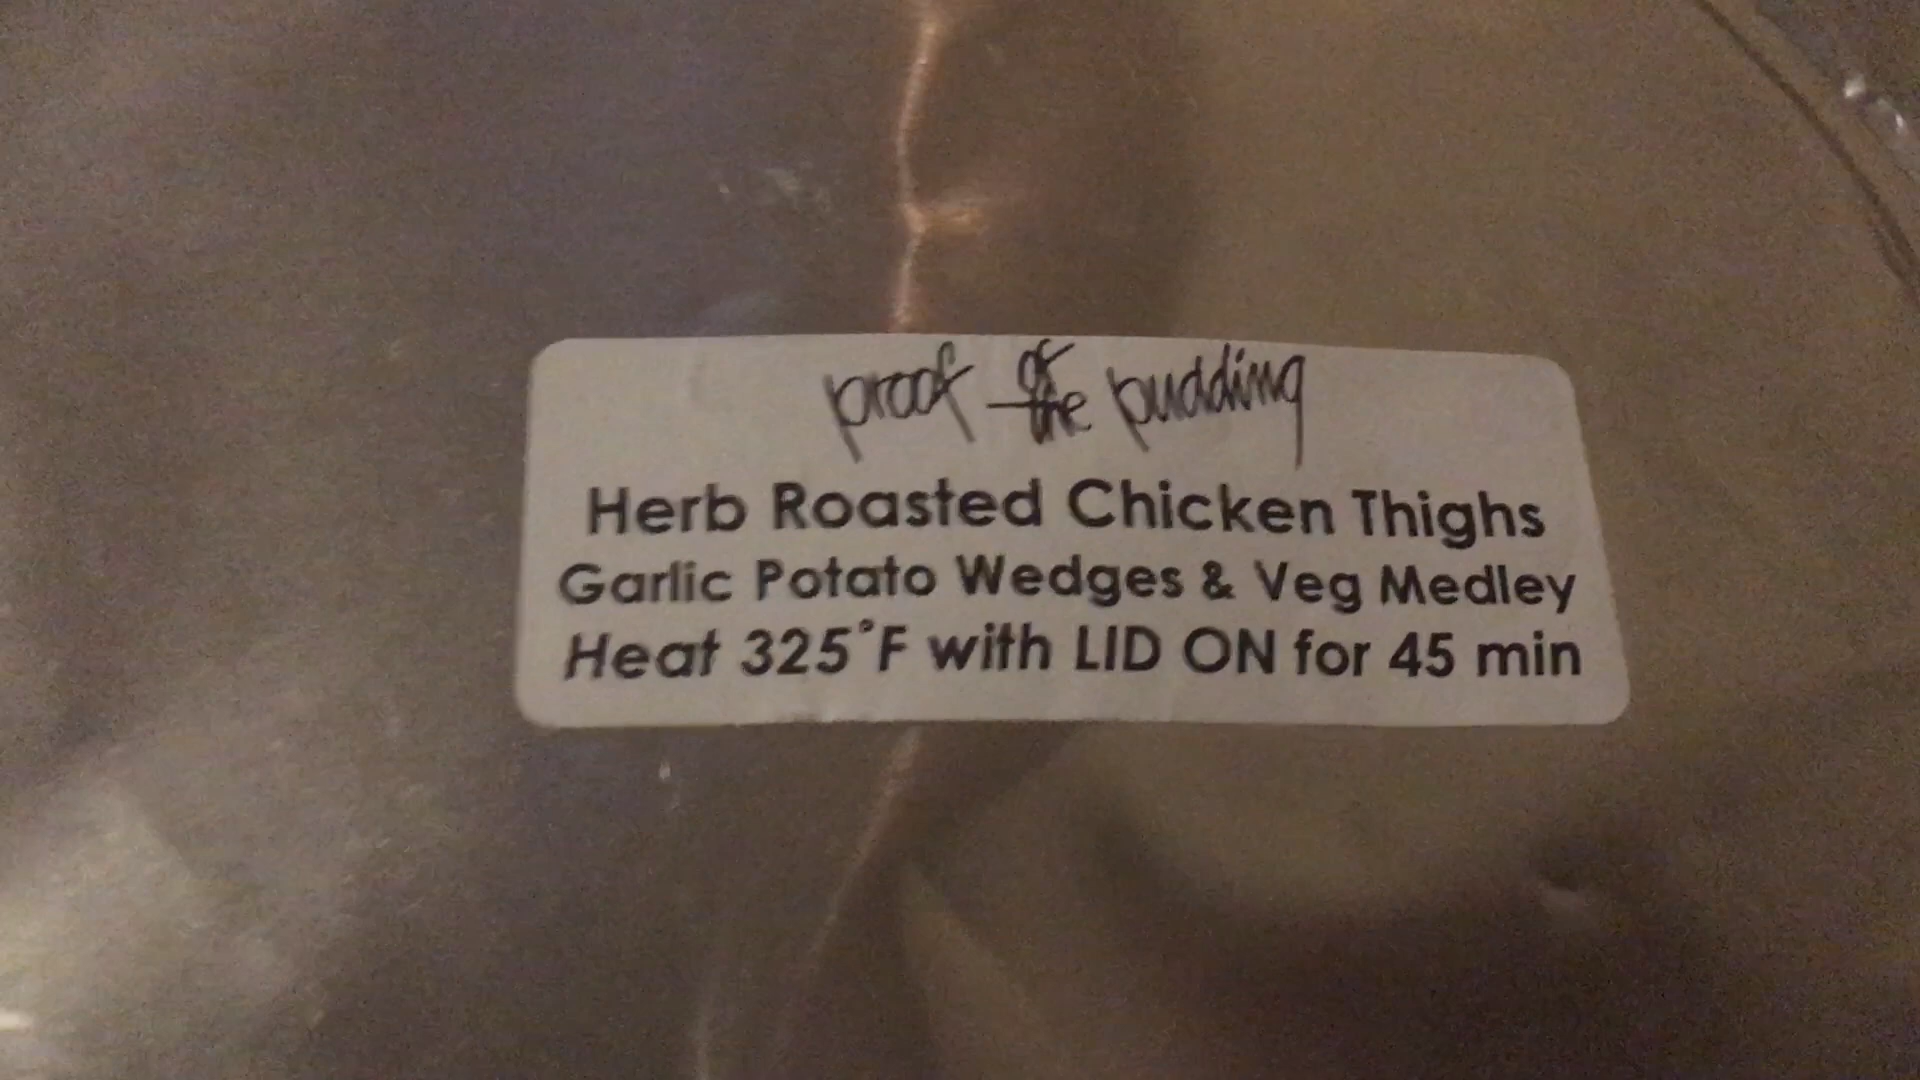 proof of the pudding
Herb Roasted Chicken Thighs
Garlic Potato Wedges & Veg Medley
Heat 325°F with LID ON for 45 min